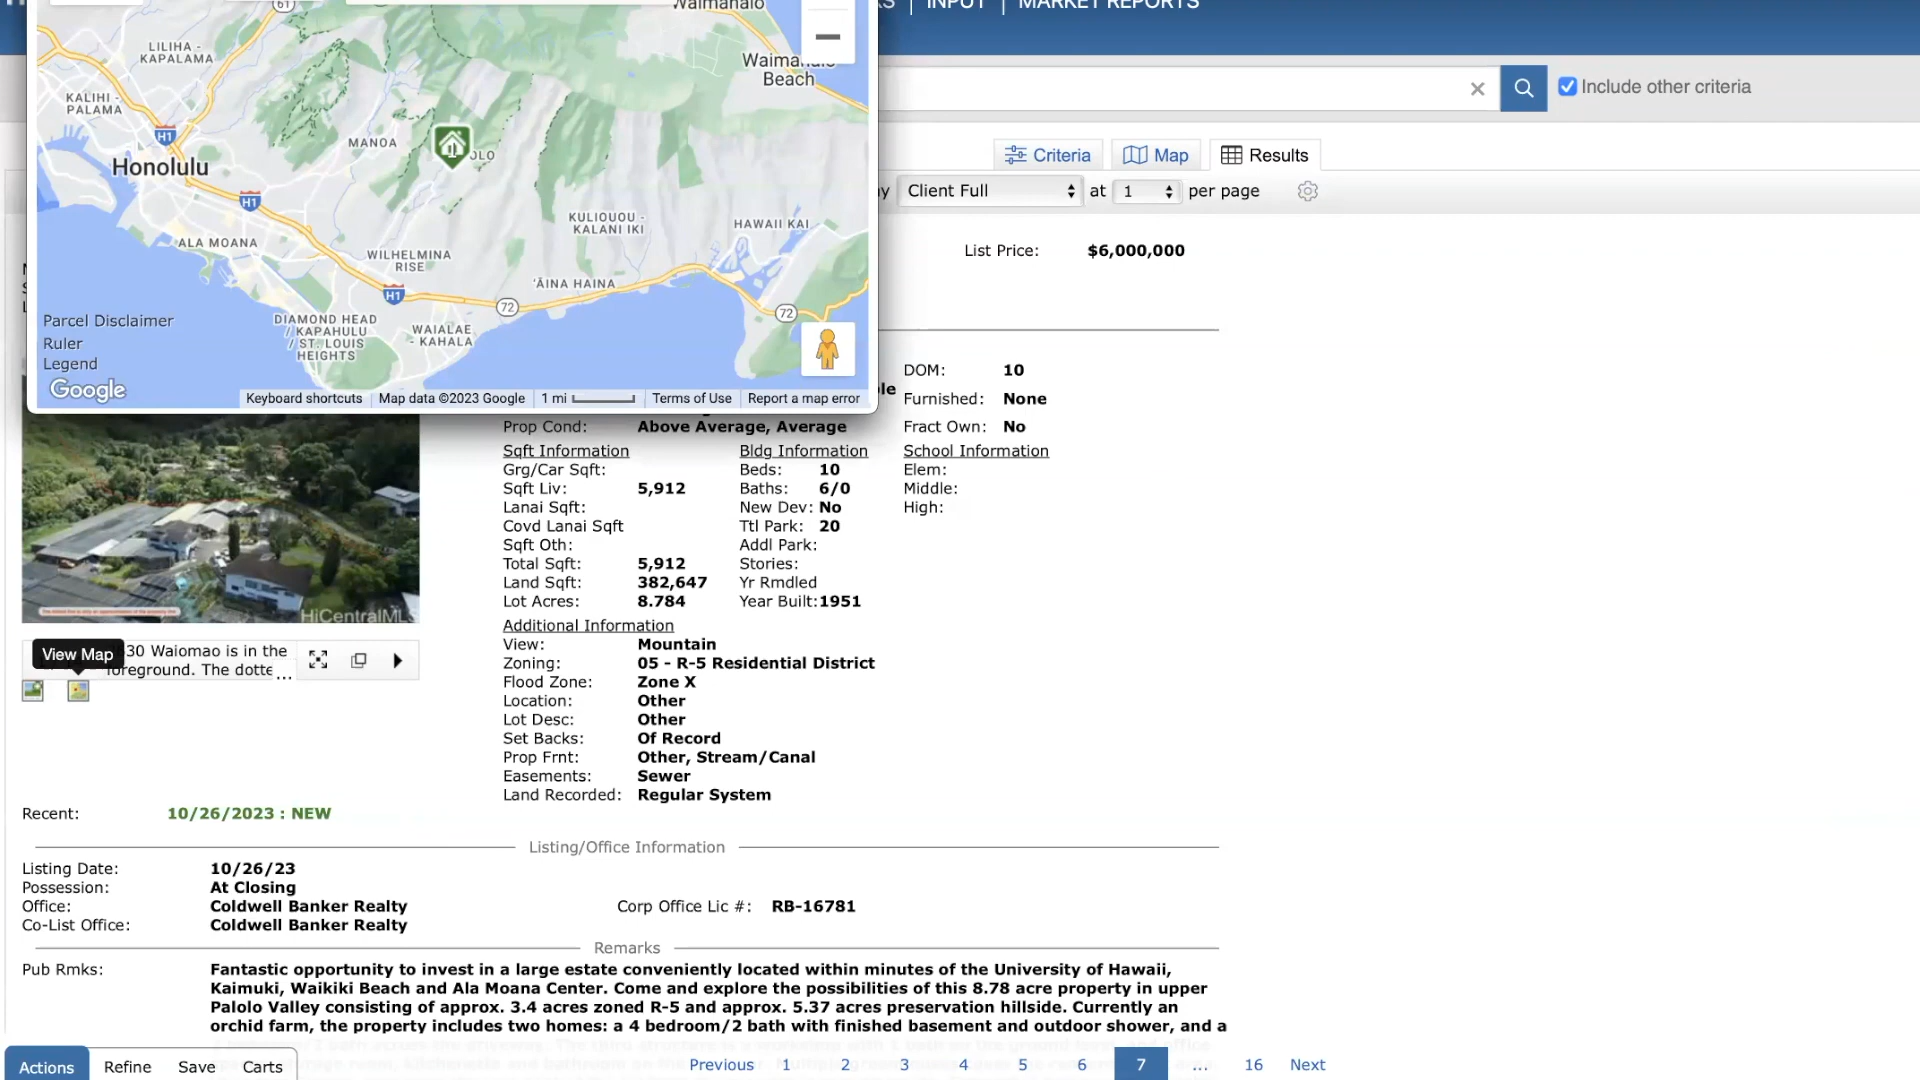 INPUT
MARKET REPORTS
61
Waimanalo
LILIHA -
KAPALAMA
Waimanalo
Beach
Include other criteria
KALIHI -
PALAMA
H1
MANOA
Honolulu
H1
Criteria
Map
Results
Client Full
at
1
per page
KULIOUOU -
KALANI IKI
HAWAII KAI
ALA MOANA
WILHELMINA
RISE
List Price:
$6,000,000
'ĀINA HAINA
H1
72
72
DIAMOND HEAD
/ KAPAHULU
/ ST. LOUIS
HEIGHTS
WAIALAE
- KAHALA
Parcel Disclaimer
Ruler
Legend
Google
Keyboard shortcuts
Map data ©2023 Google
1 mi
Terms of Use
Report a map error
DOM: 10
Furnished: None
Prop Cond: Above Average, Average
Fract Own: No
Sqft Information
Bldg Information
School Information
Grg/Car Sqft:
Beds: 10
Elem:
Sqft Liv: 5,912
Baths: 6/0
Middle:
Lanai Sqft:
New Dev: No
High:
Covd Lanai Sqft
Ttl Park: 20
Sqft Oth:
Addl Park:
Total Sqft: 5,912
Stories:
Land Sqft: 382,647
Yr Rmdled
Lot Acres: 8.784
Year Built: 1951
HiCentralMLS
Additional Information
View: Mountain
Zoning: 05 - R-5 Residential District
Flood Zone: Zone X
Location: Other
Lot Desc: Other
Set Backs: Of Record
Prop Frnt: Other, Stream/Canal
Easements: Sewer
Land Recorded: Regular System
View Map
Waiomao is in the
foreground. The dotte...
Recent: 10/26/2023 : NEW
Listing/Office Information
Listing Date: 10/26/23
Possession: At Closing
Office: Coldwell Banker Realty
Corp Office Lic #: RB-16781
Co-List Office: Coldwell Banker Realty
Remarks
Pub Rmks: Fantastic opportunity to invest in a large estate conveniently located within minutes of the University of Hawaii,
Kaimuki, Waikiki Beach and Ala Moana Center. Come and explore the possibilities of this 8.78 acre property in upper
Palolo Valley consisting of approx. 3.4 acres zoned R-5 and approx. 5.37 acres preservation hillside. Currently an
orchid farm, the property includes two homes: a 4 bedroom/2 bath with finished basement and outdoor shower, and a
Actions
Refine
Save
Carts
Previous 1 2 3 4 5 6 7 ... 16 Next